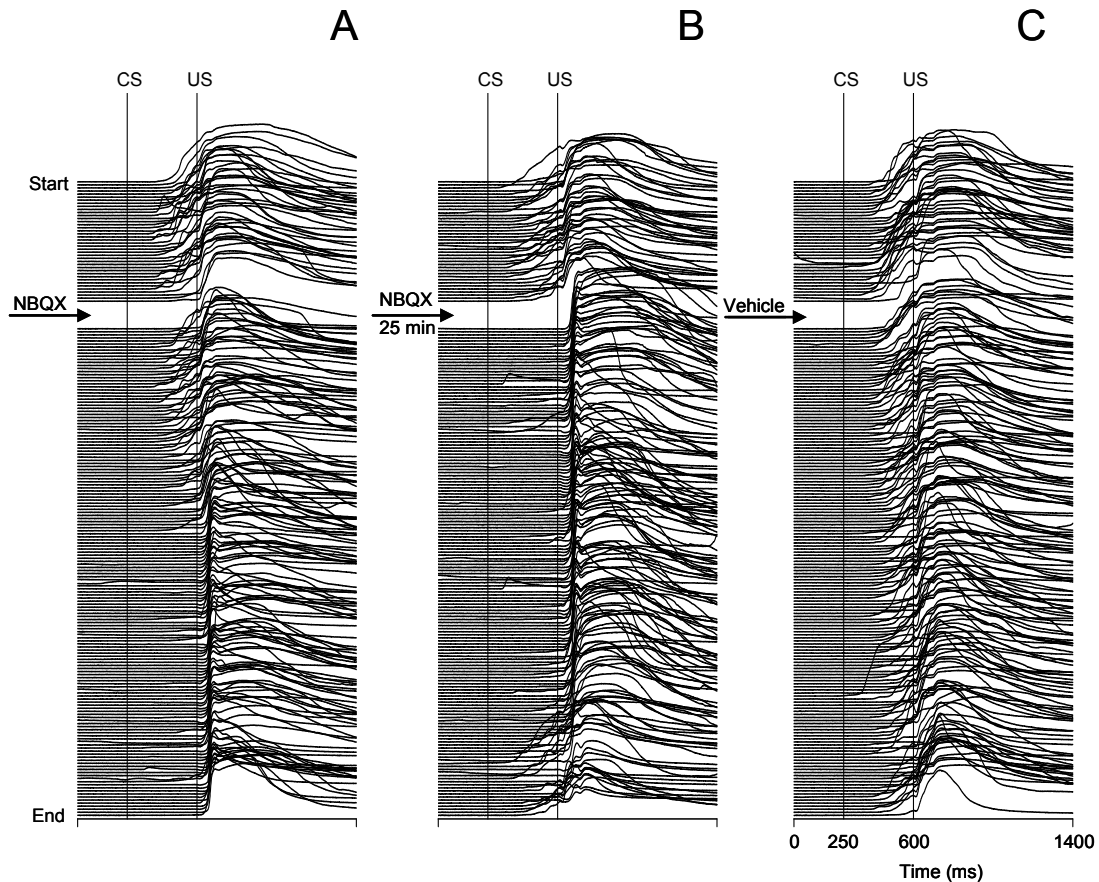 A B C
CS US CS US CS US
Start
NBQX NBQX Vehicle
25 min
End
0 250 600 1400
Time (ms)